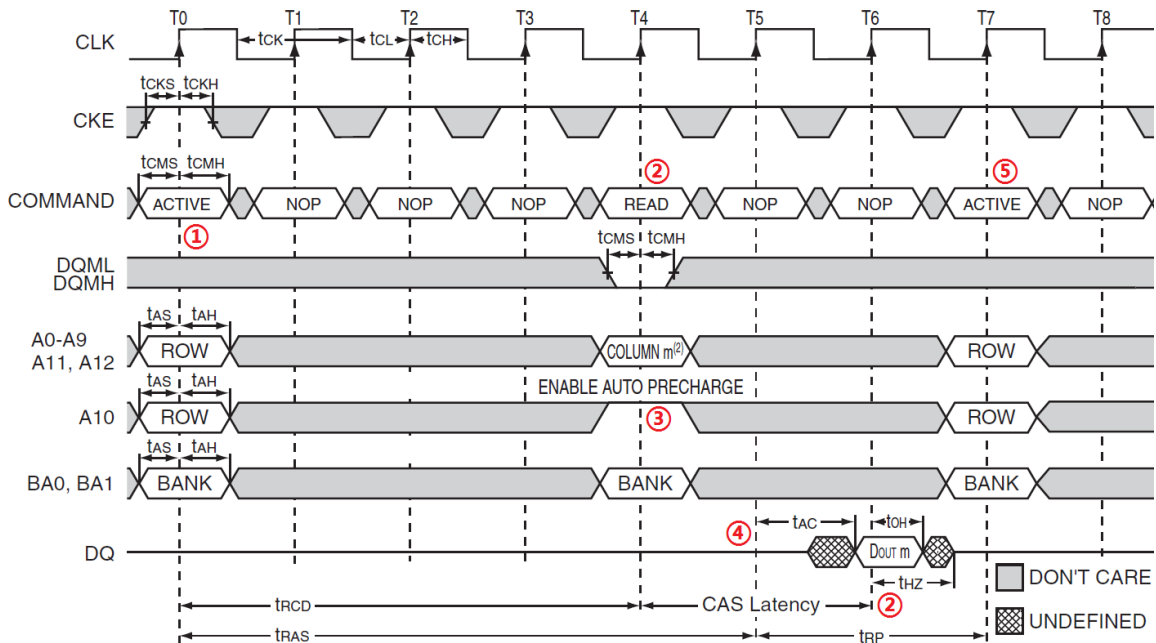 T0 T1 T2 T3 T4 T5 T6 T7 T8
CLK
tCK tCL tCH
tCKS tCKH
CKE
tCMS tCMH ② ⑤
COMMAND ACTIVE NOP NOP NOP READ NOP NOP ACTIVE NOP
①
tCMS tCMH
DQML
DQMH
tAS tAH
A0-A9
A11, A12
ROW COLUMN m(2) ROW
tAS tAH ENABLE AUTO PRECHARGE
A10 ROW ③ ROW
tAS tAH
BA0, BA1 BANK BANK BANK
④ tAC tOH
DQ DOUT m
tHZ
DON'T CARE
tRCD CAS Latency ②
UNDEFINED
tRAS tRP